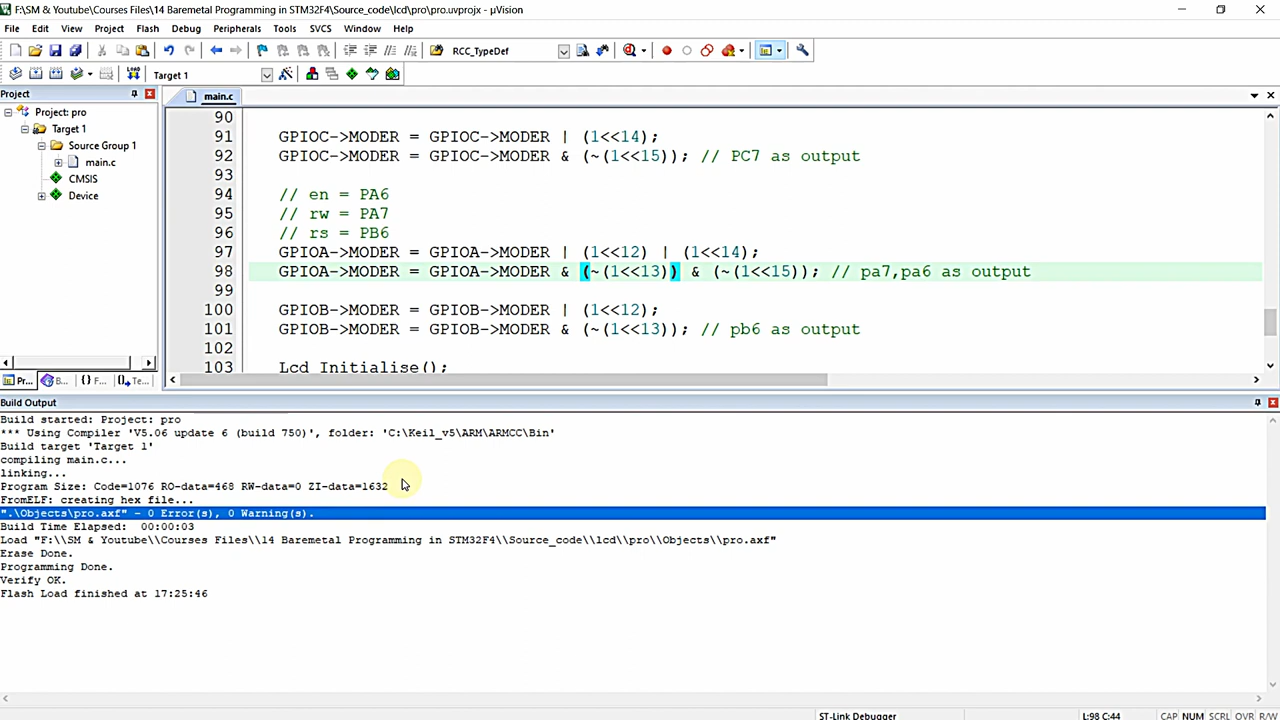 F:\SM & Youtube\Courses Files\14 Baremetal Programming in STM32F4\Source_code\lcd\pro\pro.uvprojx - µVision
File Edit View Project Flash Debug Peripherals Tools SVCS Window Help
RCC_TypeDef
LOAD Target 1
Project
main.c
Project: pro
Target 1
Source Group 1
main.c
CMSIS
Device
90
91 GPIOC->MODER = GPIOC->MODER | (1<<14);
92 GPIOC->MODER = GPIOC->MODER & (~(1<<15)); // PC7 as output
93
94 // en = PA6
95 // rw = PA7
96 // rs = PB6
97 GPIOA->MODER = GPIOA->MODER | (1<<12) | (1<<14);
98 GPIOA->MODER = GPIOA->MODER & (~(1<<13)) & (~(1<<15)); // pa7,pa6 as output
99
100 GPIOB->MODER = GPIOB->MODER | (1<<12);
101 GPIOB->MODER = GPIOB->MODER & (~(1<<13)); // pb6 as output
102
103 Lcd Initialise();
Pr... B... {} F... Te...
Build Output
Build started: Project: pro
*** Using Compiler 'V5.06 update 6 (build 750)', folder: 'C:\Keil_v5\ARM\ARMCC\Bin'
Build target 'Target 1'
compiling main.c...
linking...
Program Size: Code=1076 RO-data=468 RW-data=0 ZI-data=1632
FromELF: creating hex file...
".\Objects\pro.axf" - 0 Error(s), 0 Warning(s).
Build Time Elapsed: 00:00:03
Load "F:\\SM & Youtube\\Courses Files\\14 Baremetal Programming in STM32F4\\Source_code\\lcd\\pro\\Objects\\pro.axf"
Erase Done.
Programming Done.
Verify OK.
Flash Load finished at 17:25:46
ST-Link Debugger L:98 C:44 CAP NUM SCRL OVR R/W